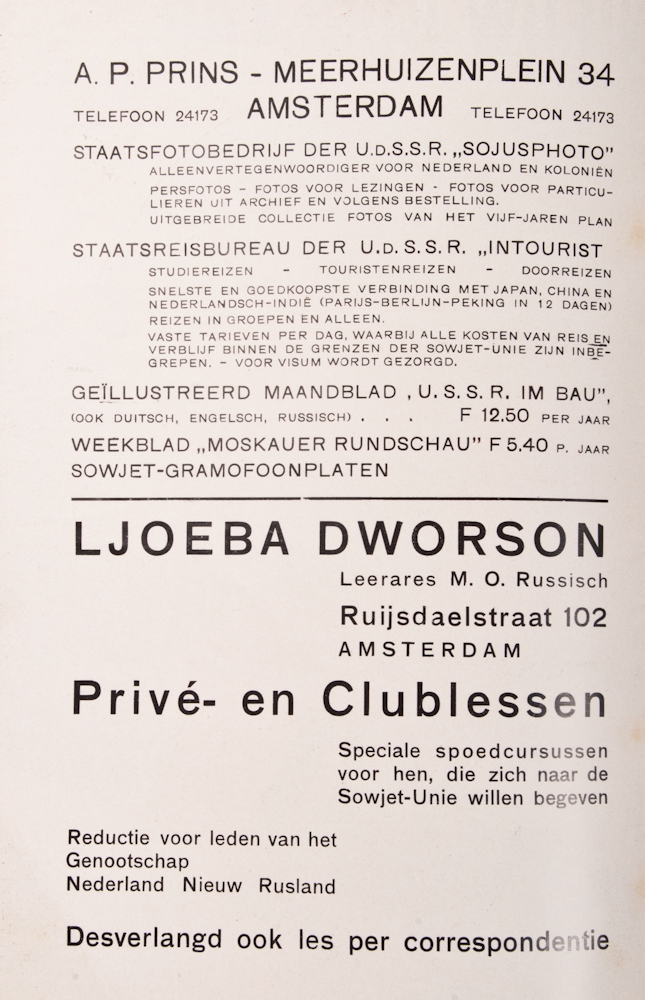 A. P. PRINS - MEERHUIZENPLEIN 34
TELEFOON 24173 AMSTERDAM TELEFOON 24173
STAATSFOTOBEDRIJF DER U.D.S.S.R. „SOJUSPHOTO”
ALLEENVERTEGENWOORDIGER VOOR NEDERLAND EN KOLONIËN
PERSFOTOS - FOTOS VOOR LEZINGEN - FOTOS VOOR PARTICU-
LIEREN UIT ARCHIEF EN VOLGENS BESTELLING.
UITGEBREIDE COLLECTIE FOTOS VAN HET VIJF-JAREN PLAN
STAATSREISBUREAU DER U.D.S.S.R. „INTOURIST
STUDIEREIZEN - TOURISTENREIZEN - DOORREIZEN
SNELSTE EN GOEDKOOPSTE VERBINDING MET JAPAN, CHINA EN
NEDERLANDSCH-INDIË (PARIJS-BERLIJN-PEKING IN 12 DAGEN)
REIZEN IN GROEPEN EN ALLEEN.
VASTE TARIEVEN PER DAG, WAARBIJ ALLE KOSTEN VAN REIS EN
VERBLIJF BINNEN DE GRENZEN DER SOWJET-UNIE ZIJN INBE-
GREPEN. - VOOR VISUM WORDT GEZORGD.
GEÏLLUSTREERD MAANDBLAD , U.S.S.R. IM BAU”,
(OOK DUITSCH, ENGELSCH, RUSSISCH) . . . F 12.50 PER JAAR
WEEKBLAD „MOSKAUER RUNDSCHAU” F 5.40 P. JAAR
SOWJET-GRAMOFOONPLATEN
LJOEBA DWORSON
Leerares M. O. Russisch
Ruijsdaelstraat 102
AMSTERDAM
Privé- en Clublessen
Speciale spoedcursussen
voor hen, die zich naar de
Sowjet-Unie willen begeven
Reductie voor leden van het
Genootschap
Nederland Nieuw Rusland
Desverlangd ook les per correspondentie